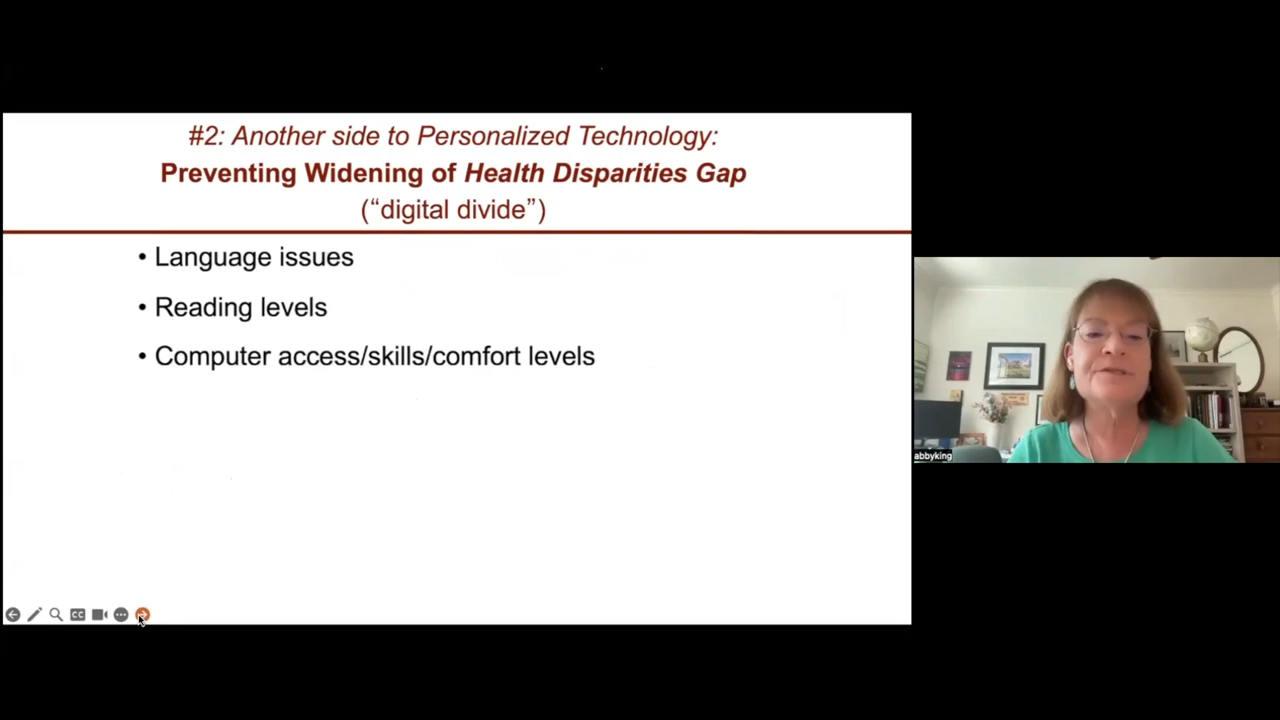 #2: Another side to Personalized Technology:
Preventing Widening of Health Disparities Gap
(“digital divide”)
• Language issues
• Reading levels
• Computer access/skills/comfort levels
CC
abbyking